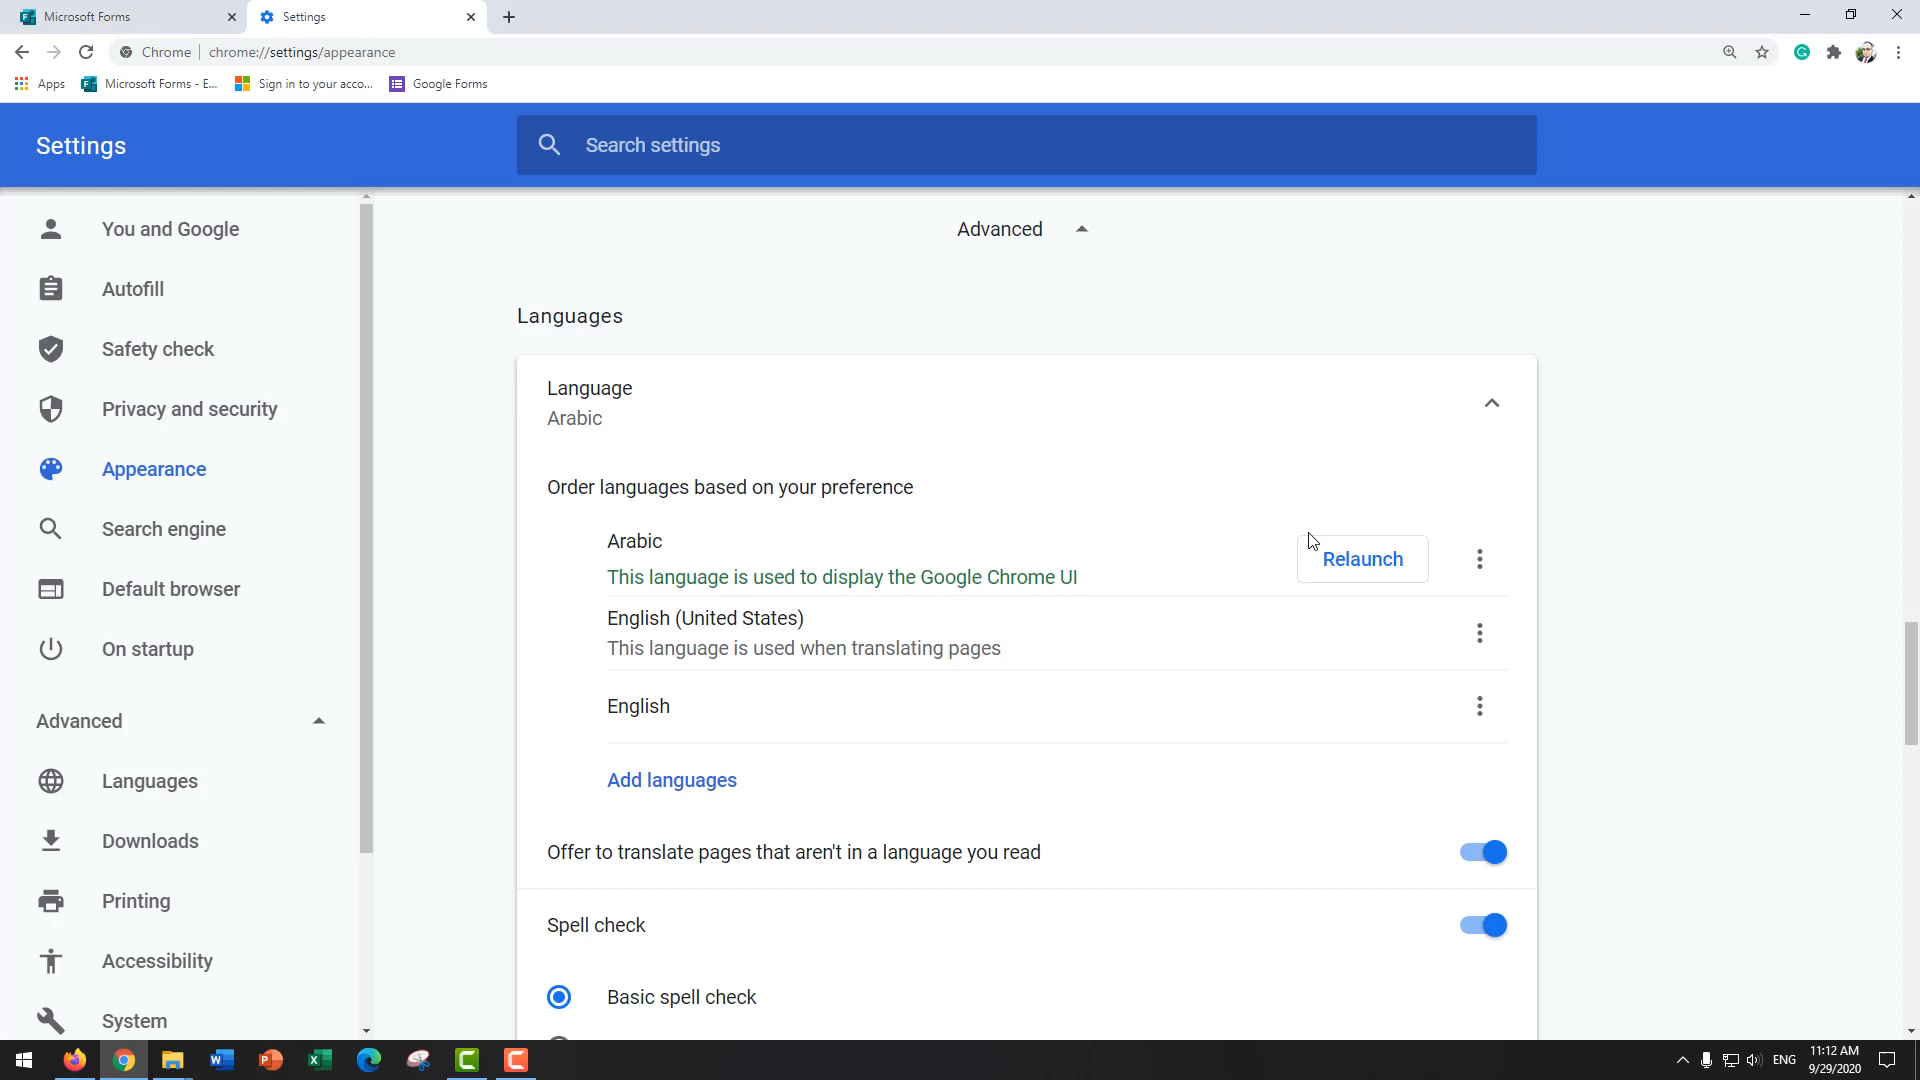 Microsoft Forms
Settings
Chrome
chrome://settings/appearance
Apps
Microsoft Forms - E...
Sign in to your acco...
Google Forms
Settings
Search settings
You and Google
Autofill
Safety check
Privacy and security
Appearance
Search engine
Default browser
On startup
Advanced
Languages
Downloads
Printing
Accessibility
System
Advanced
Languages
Language
Arabic
Order languages based on your preference
Arabic
This language is used to display the Google Chrome UI
Relaunch
English (United States)
This language is used when translating pages
English
Add languages
Offer to translate pages that aren't in a language you read
Spell check
Basic spell check
ENG
11:12 AM
9/29/2020